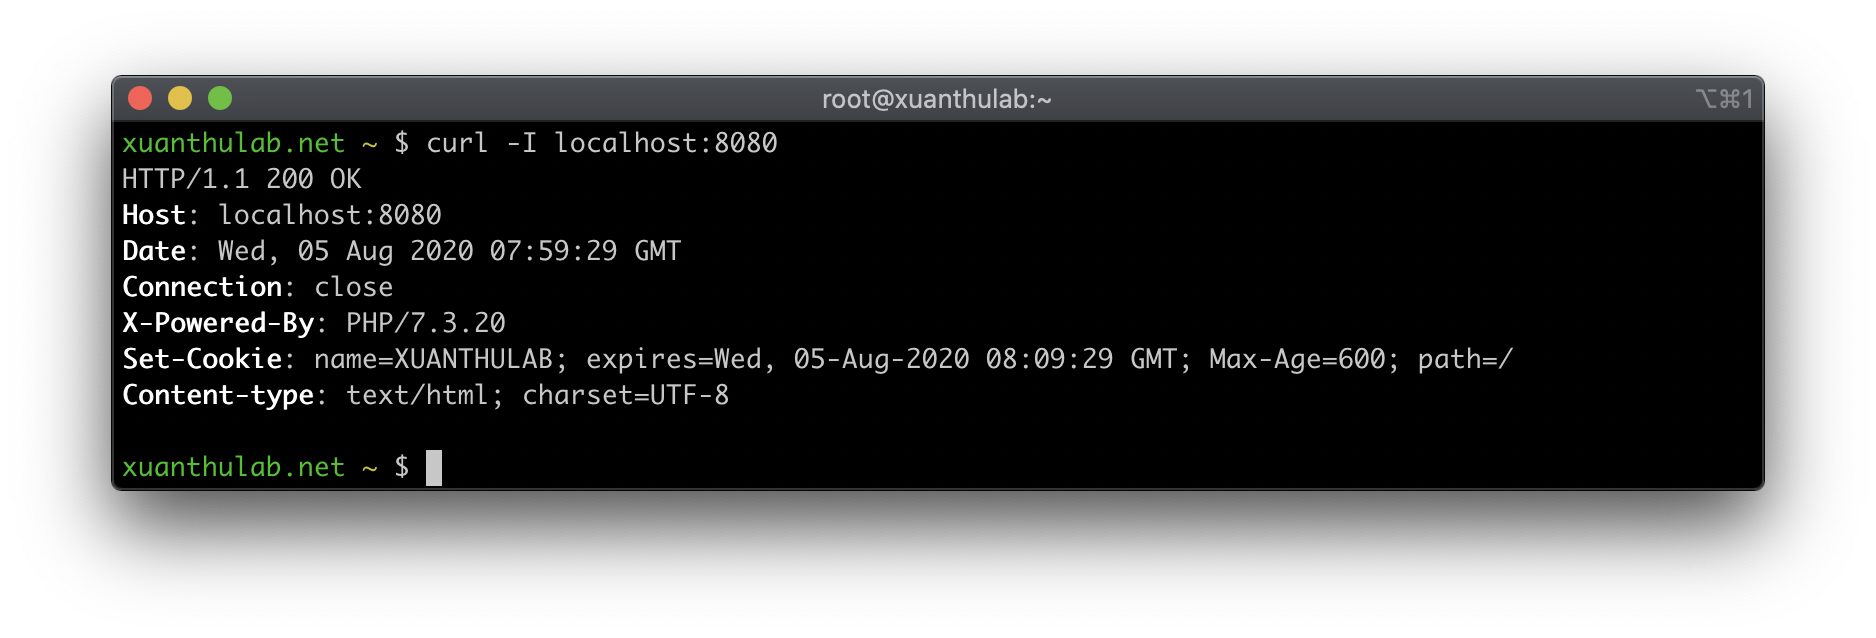 root@xuanthulab:~ ⌥⌘1
xuanthulab.net ~ $ curl -I localhost:8080
HTTP/1.1 200 OK
Host: localhost:8080
Date: Wed, 05 Aug 2020 07:59:29 GMT
Connection: close
X-Powered-By: PHP/7.3.20
Set-Cookie: name=XUANTHULAB; expires=Wed, 05-Aug-2020 08:09:29 GMT; Max-Age=600; path=/
Content-type: text/html; charset=UTF-8
xuanthulab.net ~ $